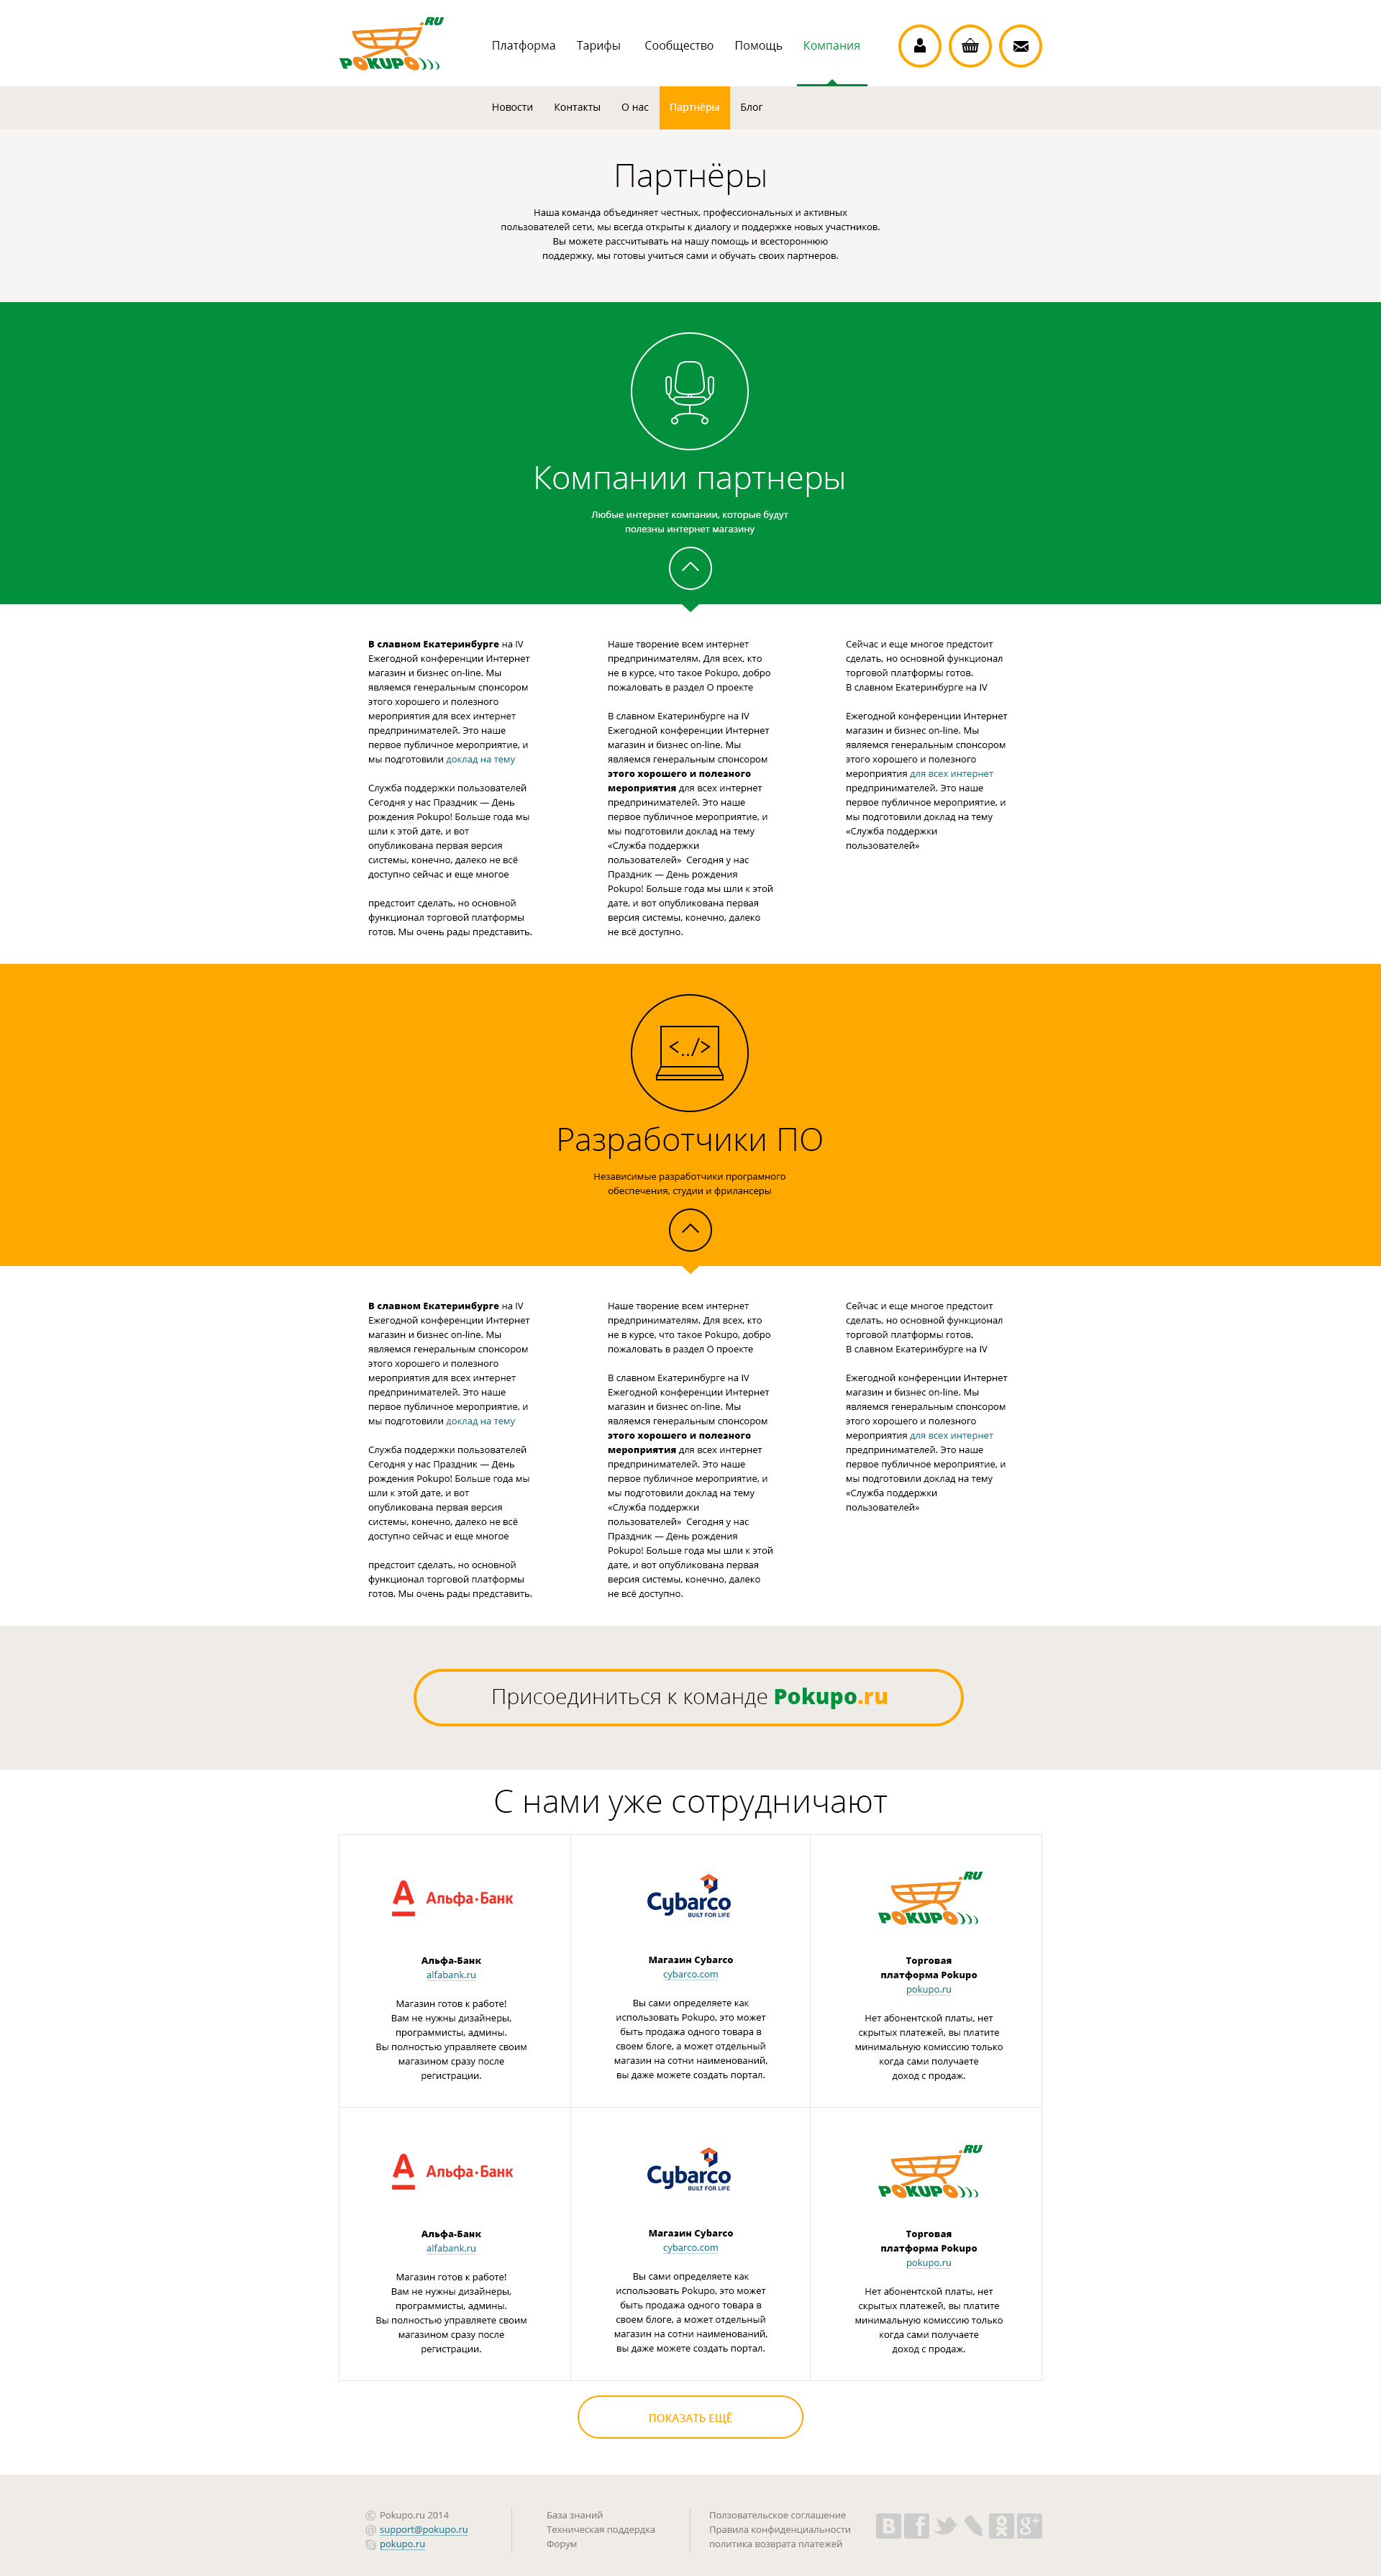 POKUPO.RU
Платформа Тарифы Сообщество Помощь Компания
Новости Контакты О нас Партнёры Блог
Партнёры
Наша команда объединяет честных, профессиональных и активных
пользователей сети, мы всегда открыты к диалогу и поддержке новых участников.
Вы можете рассчитывать на нашу помощь и всестороннюю
поддержку, мы готовы учиться сами и обучать своих партнеров.
Компании партнеры
Любые интернет компании, которые будут
полезны интернет магазину
В славном Екатеринбурге на IV
Ежегодной конференции Интернет
магазин и бизнес on-line. Мы
являемся генеральным спонсором
этого хорошего и полезного
мероприятия для всех интернет
предпринимателей. Это наше
первое публичное мероприятие, и
мы подготовили доклад на тему
Служба поддержки пользователей
Сегодня у нас Праздник — День
рождения Pokupo! Больше года мы
шли к этой дате, и вот
опубликована первая версия
системы, конечно, далеко не всё
доступно сейчас и еще многое
предстоит сделать, но основной
функционал торговой платформы
готов. Мы очень рады представить.
Наше творение всем интернет
предпринимателям. Для всех, кто
не в курсе, что такое Pokupo, добро
пожаловать в раздел О проекте
В славном Екатеринбурге на IV
Ежегодной конференции Интернет
магазин и бизнес on-line. Мы
являемся генеральным спонсором
этого хорошего и полезного
мероприятия для всех интернет
предпринимателей. Это наше
первое публичное мероприятие, и
мы подготовили доклад на тему
«Служба поддержки
пользователей» Сегодня у нас
Праздник — День рождения
Pokupo! Больше года мы шли к этой
дате, и вот опубликована первая
версия системы, конечно, далеко
не всё доступно.
Сейчас и еще многое предстоит
сделать, но основной функционал
торговой платформы готов.
В славном Екатеринбурге на IV
Ежегодной конференции Интернет
магазин и бизнес on-line. Мы
являемся генеральным спонсором
этого хорошего и полезного
мероприятия для всех интернет
предпринимателей. Это наше
первое публичное мероприятие, и
мы подготовили доклад на тему
«Служба поддержки
пользователей»
<../>
Разработчики ПО
Независимые разработчики програмного
обеспечения, студии и фрилансеры
В славном Екатеринбурге на IV
Ежегодной конференции Интернет
магазин и бизнес on-line. Мы
являемся генеральным спонсором
этого хорошего и полезного
мероприятия для всех интернет
предпринимателей. Это наше
первое публичное мероприятие, и
мы подготовили доклад на тему
Служба поддержки пользователей
Сегодня у нас Праздник — День
рождения Pokupo! Больше года мы
шли к этой дате, и вот
опубликована первая версия
системы, конечно, далеко не всё
доступно сейчас и еще многое
предстоит сделать, но основной
функционал торговой платформы
готов. Мы очень рады представить.
Наше творение всем интернет
предпринимателям. Для всех, кто
не в курсе, что такое Pokupo, добро
пожаловать в раздел О проекте
В славном Екатеринбурге на IV
Ежегодной конференции Интернет
магазин и бизнес on-line. Мы
являемся генеральным спонсором
этого хорошего и полезного
мероприятия для всех интернет
предпринимателей. Это наше
первое публичное мероприятие, и
мы подготовили доклад на тему
«Служба поддержки
пользователей» Сегодня у нас
Праздник — День рождения
Pokupo! Больше года мы шли к этой
дате, и вот опубликована первая
версия системы, конечно, далеко
не всё доступно.
Сейчас и еще многое предстоит
сделать, но основной функционал
торговой платформы готов.
В славном Екатеринбурге на IV
Ежегодной конференции Интернет
магазин и бизнес on-line. Мы
являемся генеральным спонсором
этого хорошего и полезного
мероприятия для всех интернет
предпринимателей. Это наше
первое публичное мероприятие, и
мы подготовили доклад на тему
«Служба поддержки
пользователей»
Присоединиться к команде Pokupo.ru
С нами уже сотрудничают
А Альфа·Банк
Альфа-Банк
alfabank.ru
Магазин готов к работе!
Вам не нужны дизайнеры,
программисты, админы.
Вы полностью управляете своим
магазином сразу после
регистрации.
Cybarco
BUILT FOR LIFE
Магазин Cybarco
cybarco.com
Вы сами определяете как
использовать Pokupo, это может
быть продажа одного товара в
своем блоге, а может отдельный
магазин на сотни наименований,
вы даже можете создать портал.
POKUPO.RU
Торговая
платформа Pokupo
pokupo.ru
Нет абонентской платы, нет
скрытых платежей, вы платите
минимальную комиссию только
когда сами получаете
доход с продаж.
А Альфа·Банк
Альфа-Банк
alfabank.ru
Магазин готов к работе!
Вам не нужны дизайнеры,
программисты, админы.
Вы полностью управляете своим
магазином сразу после
регистрации.
Cybarco
BUILT FOR LIFE
Магазин Cybarco
cybarco.com
Вы сами определяете как
использовать Pokupo, это может
быть продажа одного товара в
своем блоге, а может отдельный
магазин на сотни наименований,
вы даже можете создать портал.
POKUPO.RU
Торговая
платформа Pokupo
pokupo.ru
Нет абонентской платы, нет
скрытых платежей, вы платите
минимальную комиссию только
когда сами получаете
доход с продаж.
ПОКАЗАТЬ ЕЩЁ
© Pokupo.ru 2014
@ support@pokupo.ru
pokupo.ru
База знаний
Техническая поддердка
Форум
Ползовательское соглашение
Правила конфиденциальности
политика возврата платежей